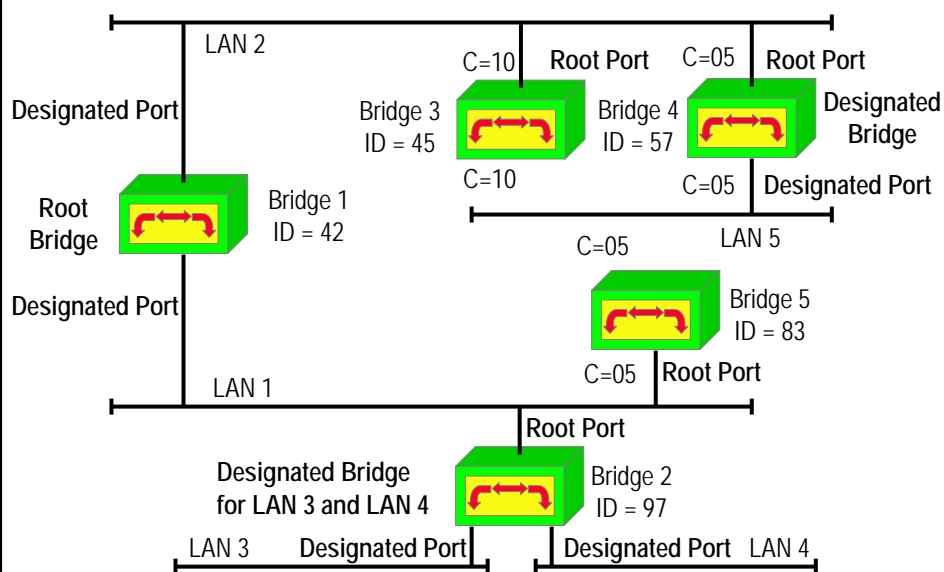 LAN 2
C=10
Root Port
C=05
Root Port
Designated Port
Bridge 3
ID = 45
Bridge 4
ID = 57
Designated
Bridge
C=10
C=05
Designated Port
Root
Bridge
Bridge 1
ID = 42
LAN 5
C=05
Designated Port
Bridge 5
ID = 83
C=05
Root Port
LAN 1
Root Port
Designated Bridge
for LAN 3 and LAN 4
Bridge 2
ID = 97
LAN 3
Designated Port
Designated Port
LAN 4